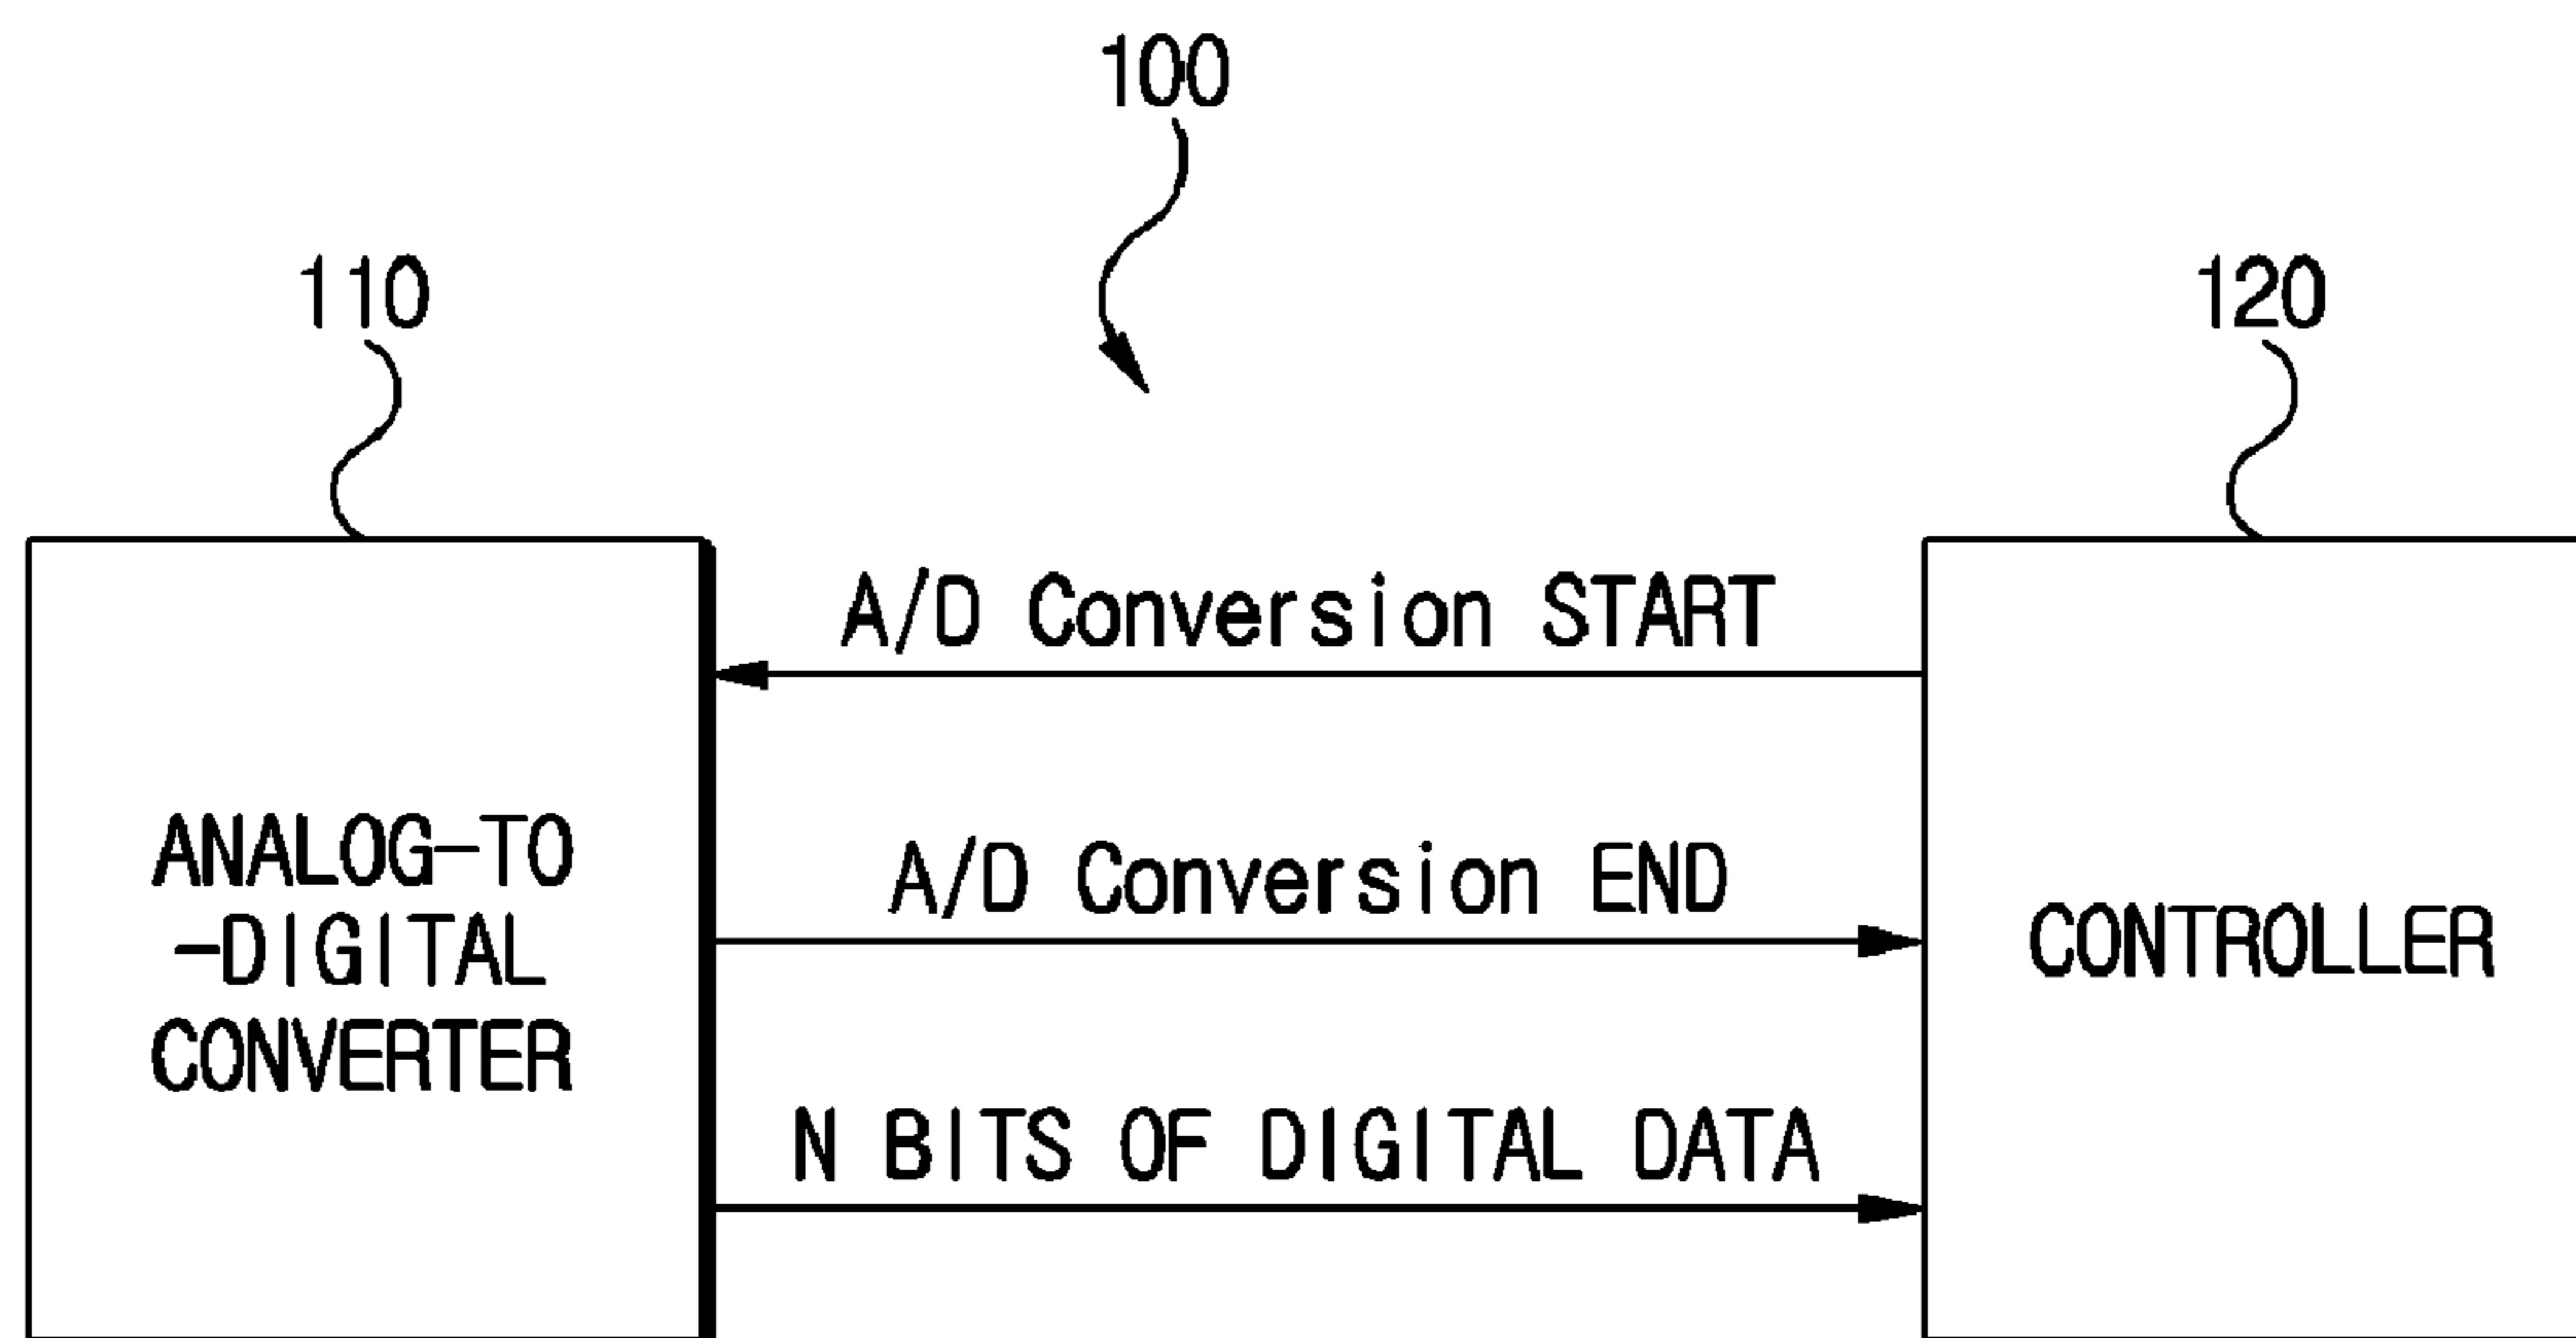 100
110
120
A/D Conversion START
ANALOG-TO
-DIGITAL
CONVERTER
A/D Conversion END
CONTROLLER
N BITS OF DIGITAL DATA